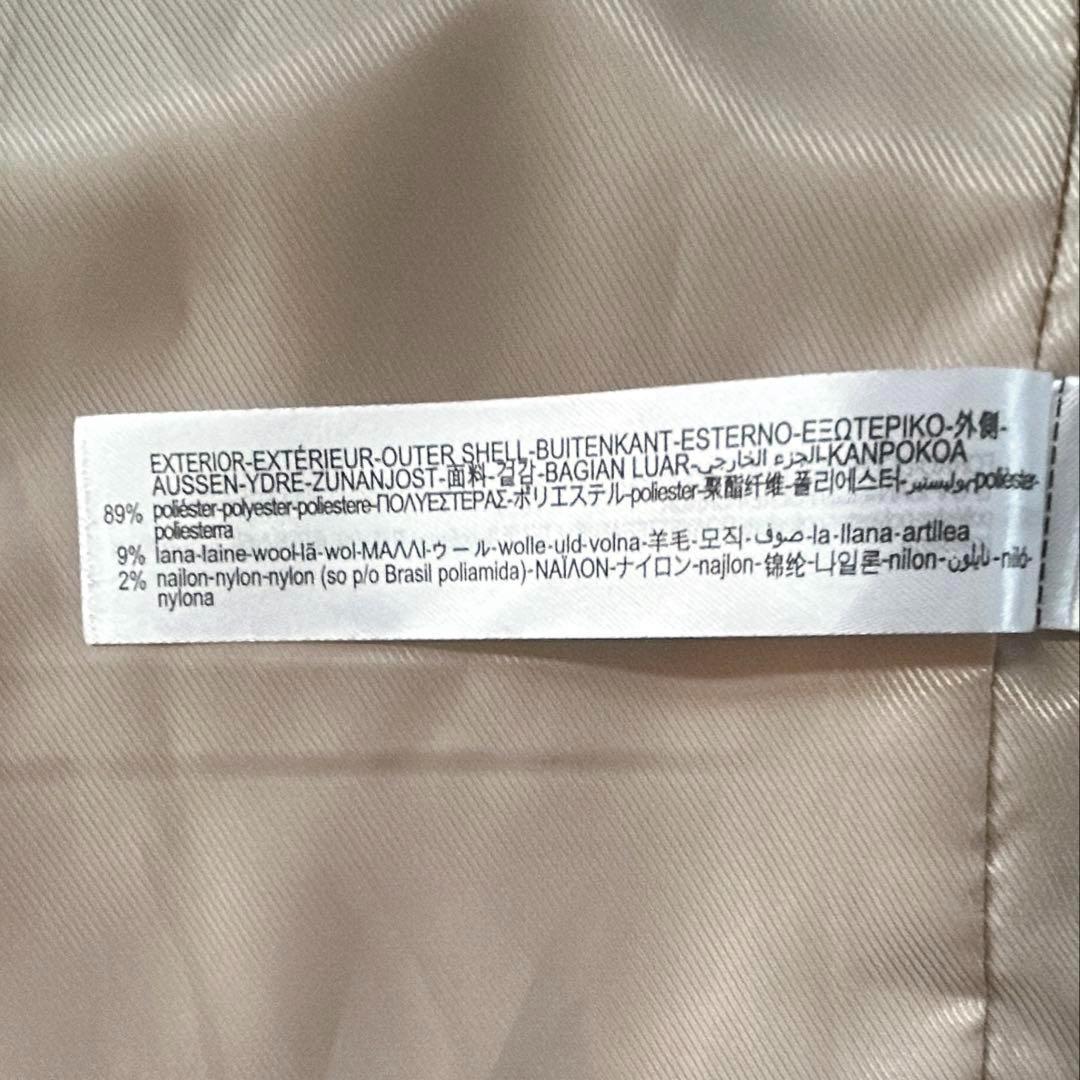 EXTERIOR-EXTÉRIEUR-OUTER SHELL-BUITENKANT-ESTERNO-ΕΞΩΤΕΡΙΚΟ-外側-
AUSSEN-YDRE-ZUNANJOST-面料-겉감-BAGIAN LUAR-الجزء الخارجي-KANPOKOA
89% poliéster-polyester-poliestere-ΠΟΛΥΕΣΤΕΡΑΣ-ポリエステル-poliester-聚酯纤维-폴리에스터-بوليستير-polièster-
poliesterra
9% lana-laine-wool-lã-wol-ΜΑΛΛΙ-ウール-wolle-uld-volna-羊毛-모직-صوف-la-llana-artilea
2% nailon-nylon-nylon (so p/o Brasil poliamida)-ΝΑΪΛΟΝ-ナイロン-najlon-锦纶-나일론-nilon-نايلون-niló-
nylona